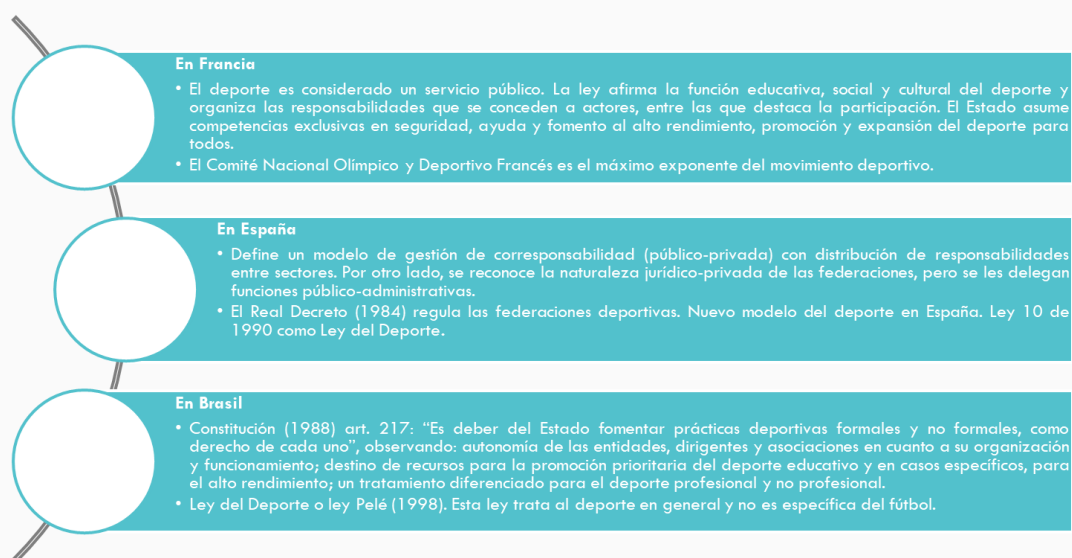 En Francia
• El deporte es considerado un servicio público. La ley afirma la función educativa, social y cultural del deporte y
organiza las responsabilidades que se conceden a actores, entre las que destaca la participación. El Estado asume
competencias exclusivas en seguridad, ayuda y fomento al alto rendimiento, promoción y expansión del deporte para
todos.
• El Comité Nacional Olímpico y Deportivo Francés es el máximo exponente del movimiento deportivo.
En España
• Define un modelo de gestión de corresponsabilidad (público-privada) con distribución de responsabilidades
entre sectores. Por otro lado, se reconoce la naturaleza jurídico-privada de las federaciones, pero se les delegan
funciones público-administrativas.
• El Real Decreto (1984) regula las federaciones deportivas. Nuevo modelo del deporte en España. Ley 10 de
1990 como Ley del Deporte.
En Brasil
• Constitución (1988) art. 217: “Es deber del Estado fomentar prácticas deportivas formales y no formales, como
derecho de cada uno”, observando: autonomía de las entidades, dirigentes y asociaciones en cuanto a su organización
y funcionamiento; destino de recursos para la promoción prioritaria del deporte educativo y en casos específicos, para
el alto rendimiento; un tratamiento diferenciado para el deporte profesional y no profesional.
• Ley del Deporte o ley Pelé (1998). Esta ley trata al deporte en general y no es específica del fútbol.